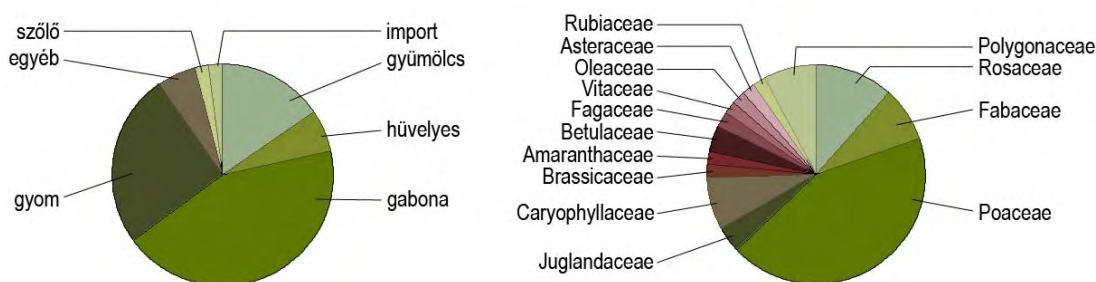 szőlő
egyéb
gyom
import
gyümölcs
hüvelyes
gabona
Rubiaceae
Asteraceae
Oleaceae
Vitaceae
Fagaceae
Betulaceae
Amaranthaceae
Brassicaceae
Caryophyllaceae
Juglandaceae
Polygonaceae
Rosaceae
Fabaceae
Poaceae